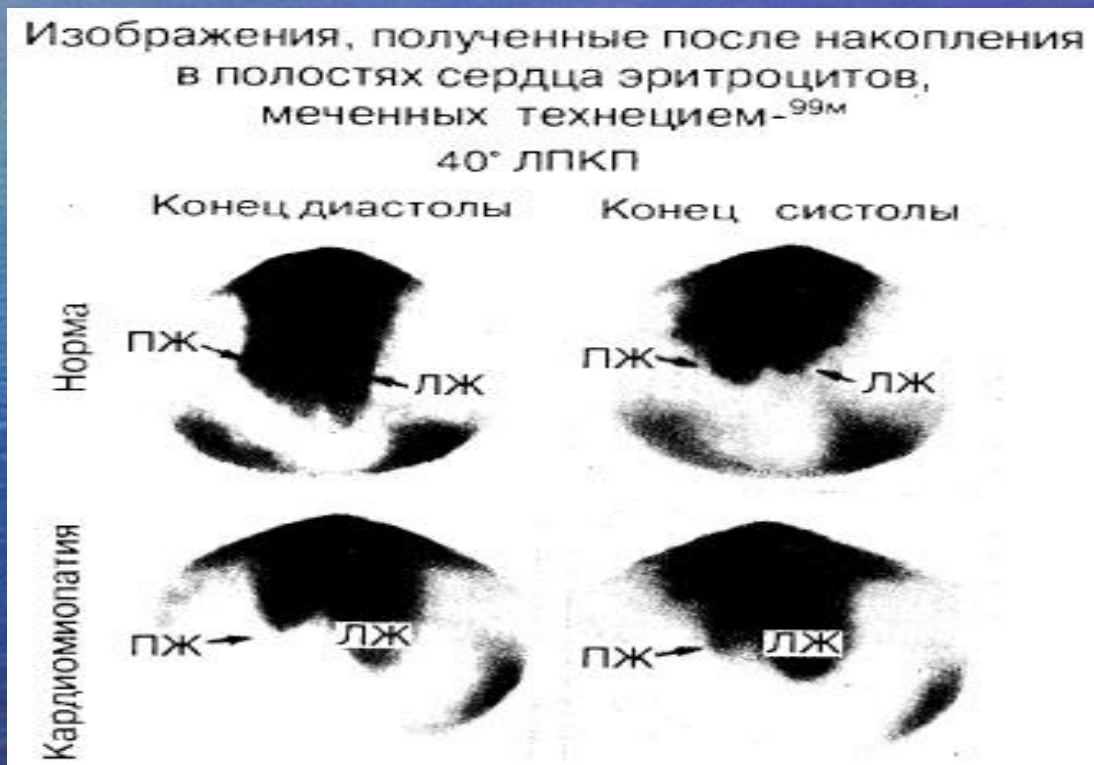 Изображения, полученные после накопления
в полостях сердца эритроцитов,
меченных технецием-⁹⁹ᵐ
40° ЛПКП
Конец диастолы Конец систолы
Норма
ПЖ ЛЖ ПЖ ЛЖ
Кардиомиопатия
ПЖ ЛЖ ПЖ ЛЖ